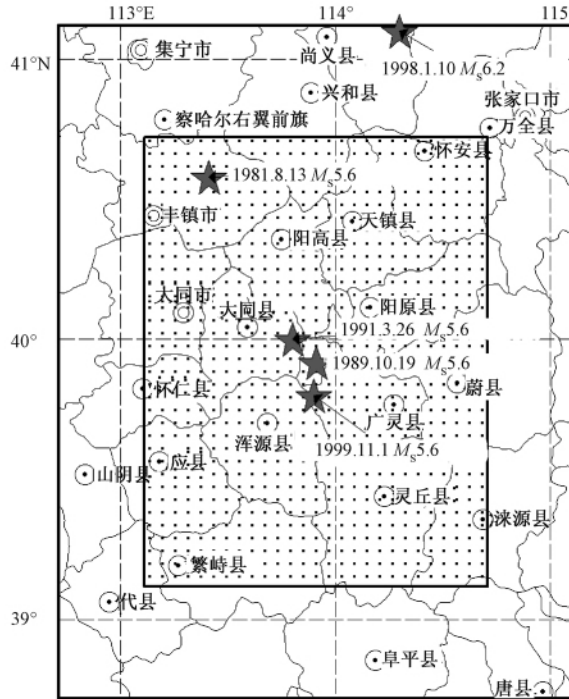 113°E
114°
115°
41°N
集宁市
尚义县
1998.1.10 Ms6.2
兴和县
张家口市
察哈尔右翼前旗
万全县
怀安县
1981.8.13 Ms5.6
丰镇市
天镇县
阳高县
大同市
大同县
阳原县
1991.3.26 Ms5.6
40°
1989.10.19 Ms5.6
怀仁县
蔚县
广灵县
浑源县
1999.11.1 Ms5.6
应县
山阴县
灵丘县
涞源县
繁峙县
代县
39°
阜平县
唐县